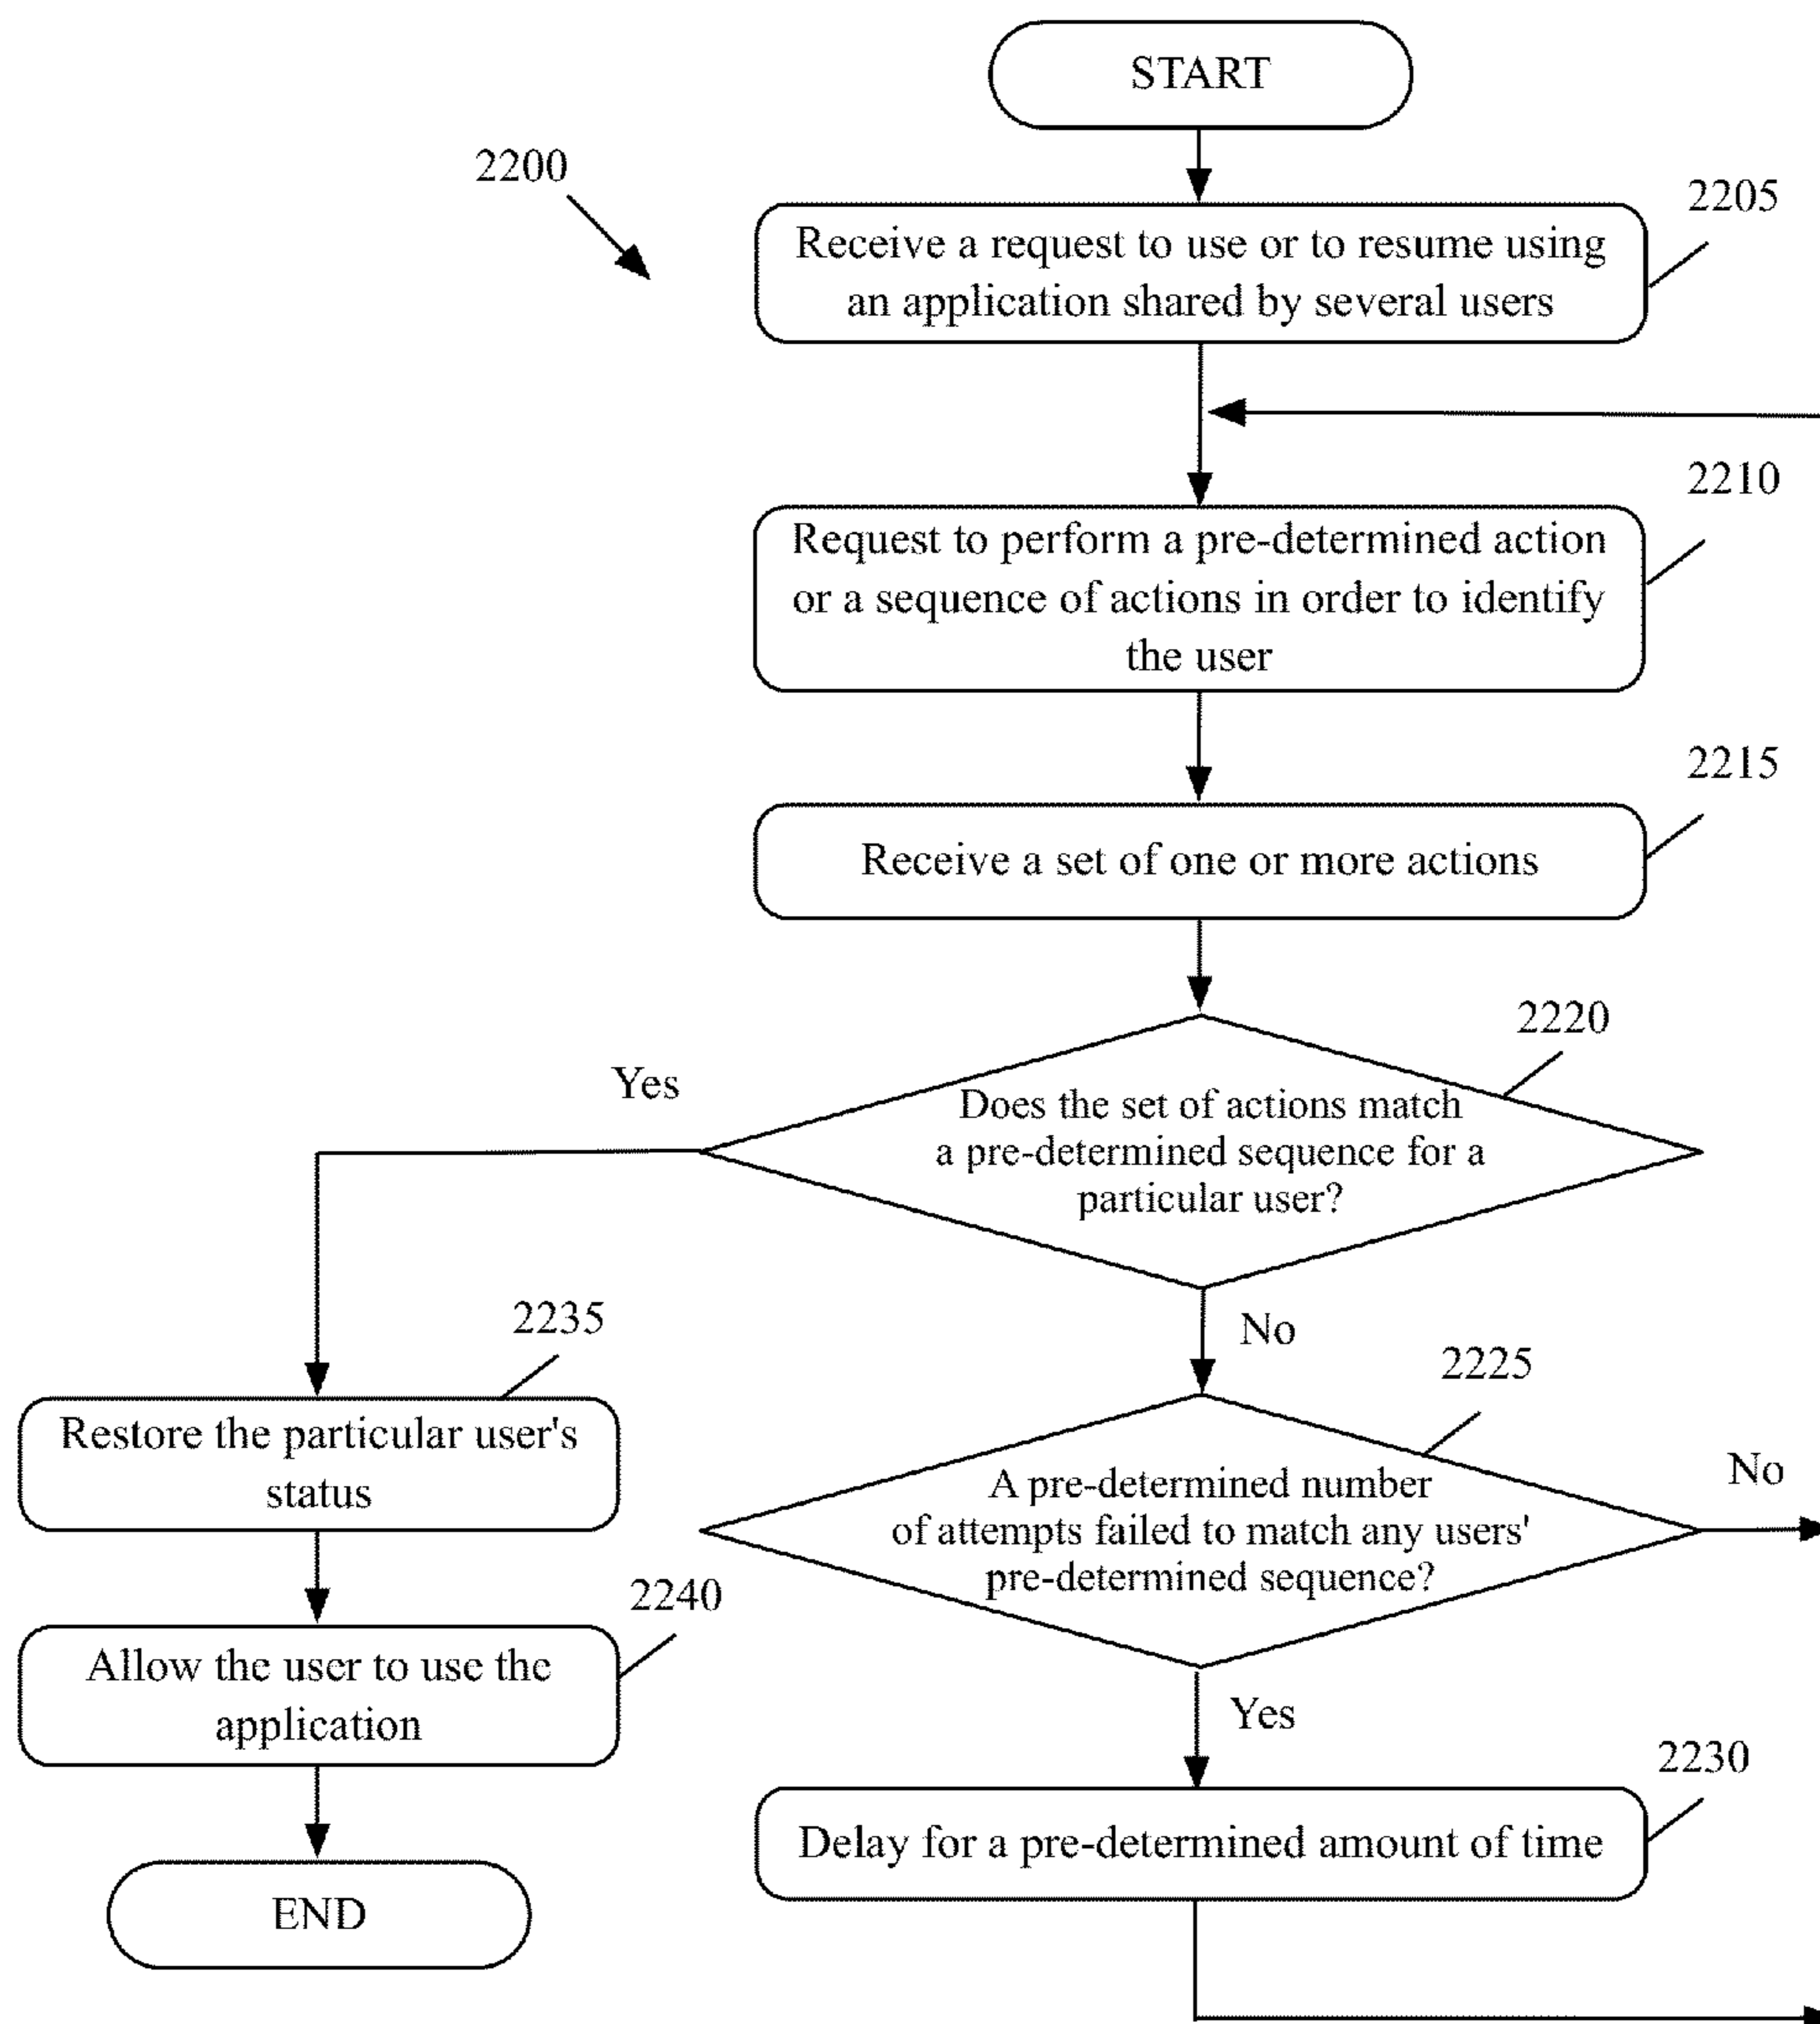 START
2200
2205
Receive a request to use or to resume using
an application shared by several users
2210
Request to perform a pre-determined action
or a sequence of actions in order to identify
the user
2215
Receive a set of one or more actions
2220
Yes
Does the set of actions match
a pre-determined sequence for a
particular user?
2235
No
2225
Restore the particular user's
status
A pre-determined number
of attempts failed to match any users'
pre-determined sequence?
No
2240
Allow the user to use the
application
Yes
2230
Delay for a pre-determined amount of time
END